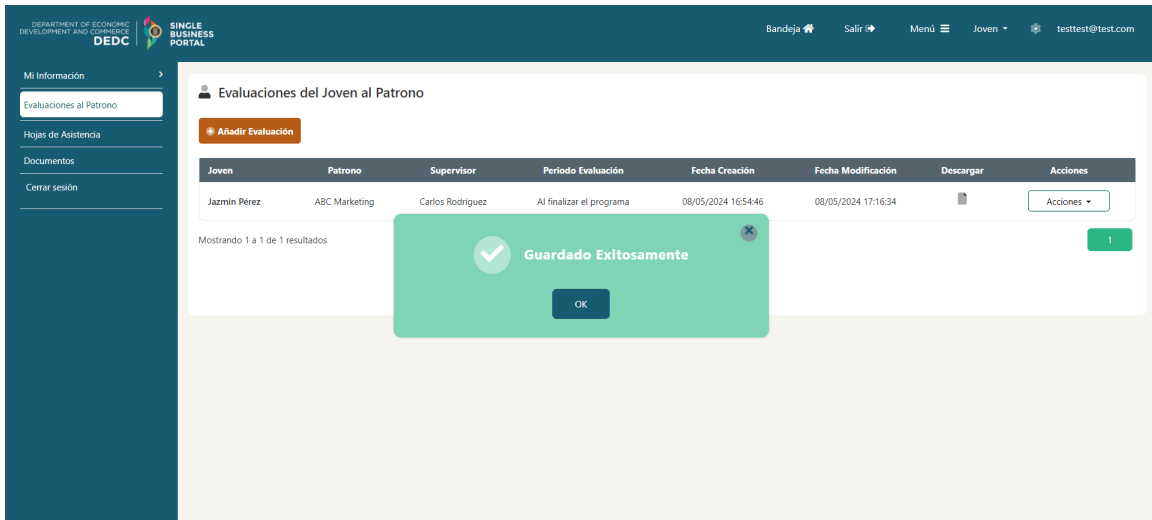 DEPARTMENT OF ECONOMIC
DEVELOPMENT AND COMMERCE
DEDC
SINGLE
BUSINESS
PORTAL
Bandeja Salir Menú Joven testtest@test.com
Mi Información
Evaluaciones al Patrono
Hojas de Asistencia
Documentos
Cerrar sesión
Evaluaciones del Joven al Patrono
Añadir Evaluación
Joven Patrono Supervisor Periodo Evaluación Fecha Creación Fecha Modificación Descargar Acciones
Jazmin Pérez ABC Marketing Carlos Rodríguez Al finalizar el programa 08/05/2024 16:54:46 08/05/2024 17:16:34 Acciones
Mostrando 1 a 1 de 1 resultados 1
Guardado Exitosamente
OK